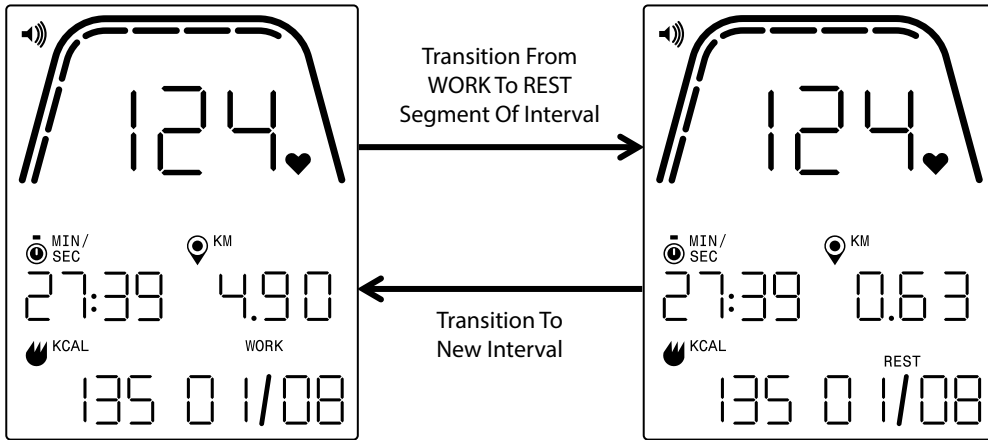 124
MIN/
SEC
KM
27:39 4.90
KCAL
WORK
135 01/08
Transition From
WORK To REST
Segment Of Interval
Transition To
New Interval
124
MIN/
SEC
KM
27:39 0.63
KCAL
REST
135 01/08